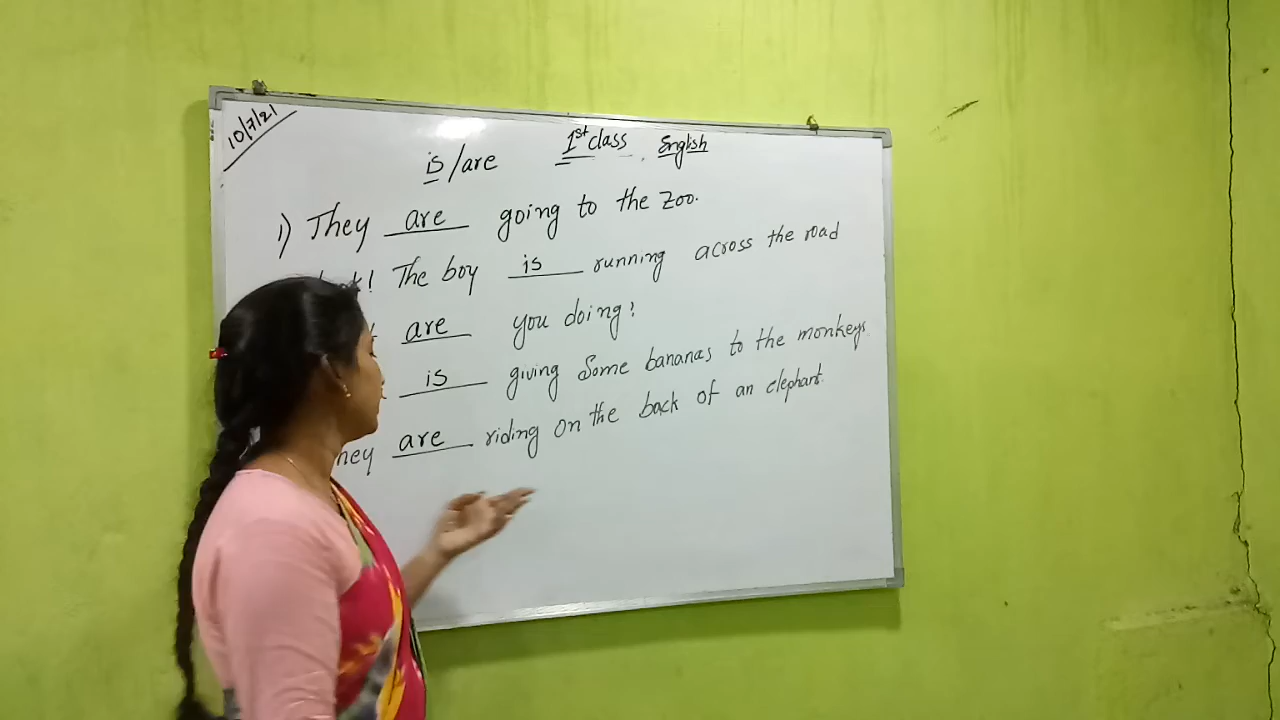 10/7/21
is/are 1st class English
1) They are going to the Zoo.
! The boy is running across the road
are you doing?
is giving Some bananas to the monkeys.
are riding on the back of an elephant.